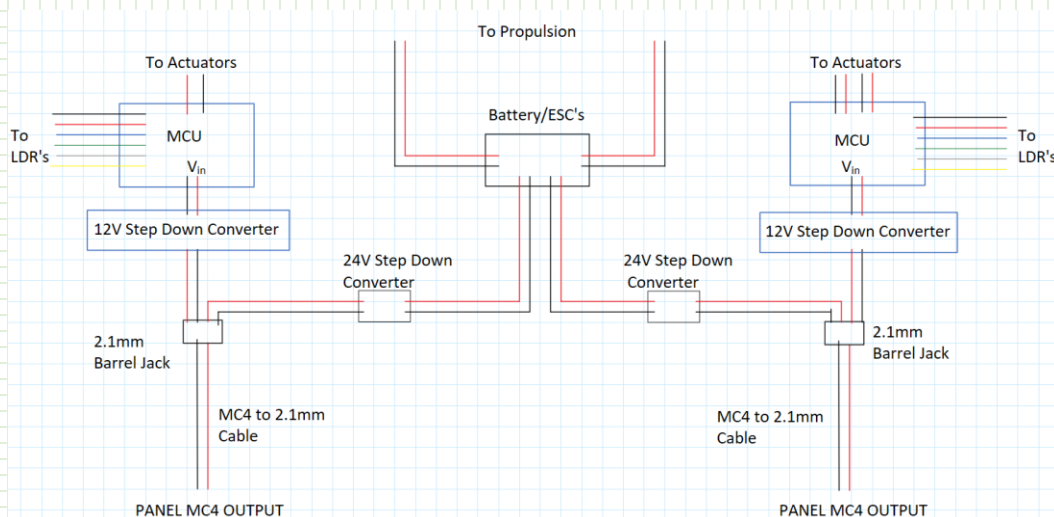 To Propulsion
To Actuators
To Actuators
Battery/ESC's
MCU
MCU
To
LDR's
To
LDR's
Vin
Vin
12V Step Down Converter
12V Step Down Converter
24V Step Down
Converter
24V Step Down
Converter
2.1mm
Barrel Jack
2.1mm
Barrel Jack
MC4 to 2.1mm
Cable
MC4 to 2.1mm
Cable
PANEL MC4 OUTPUT
PANEL MC4 OUTPUT